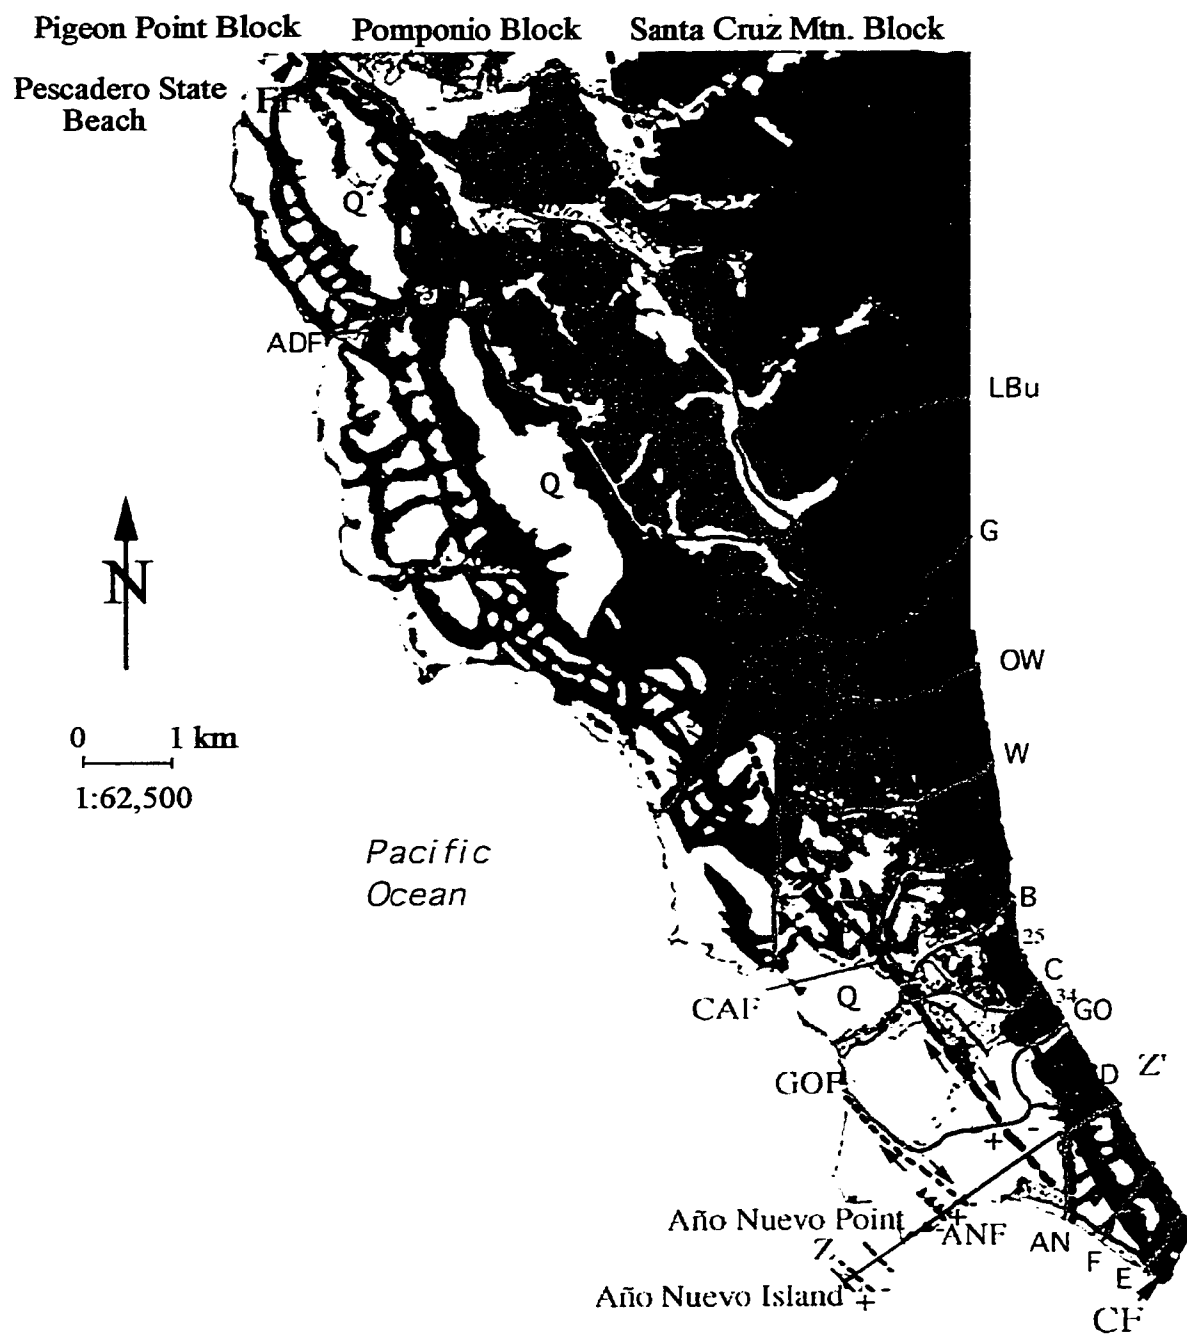 Pigeon Point Block Pomponio Block Santa Cruz Mtn. Block
Pescadero State
Beach
Q
ADF
LBu
Q
G
N
OW
0 1 km
W
1:62,500
Pacific
Ocean
B
25
C
CAF
Q
34
GO
GOF
D
Z'
+
-
Año Nuevo Point
+
ANF
AN
Z
F
E
Año Nuevo Island
+
-
CF